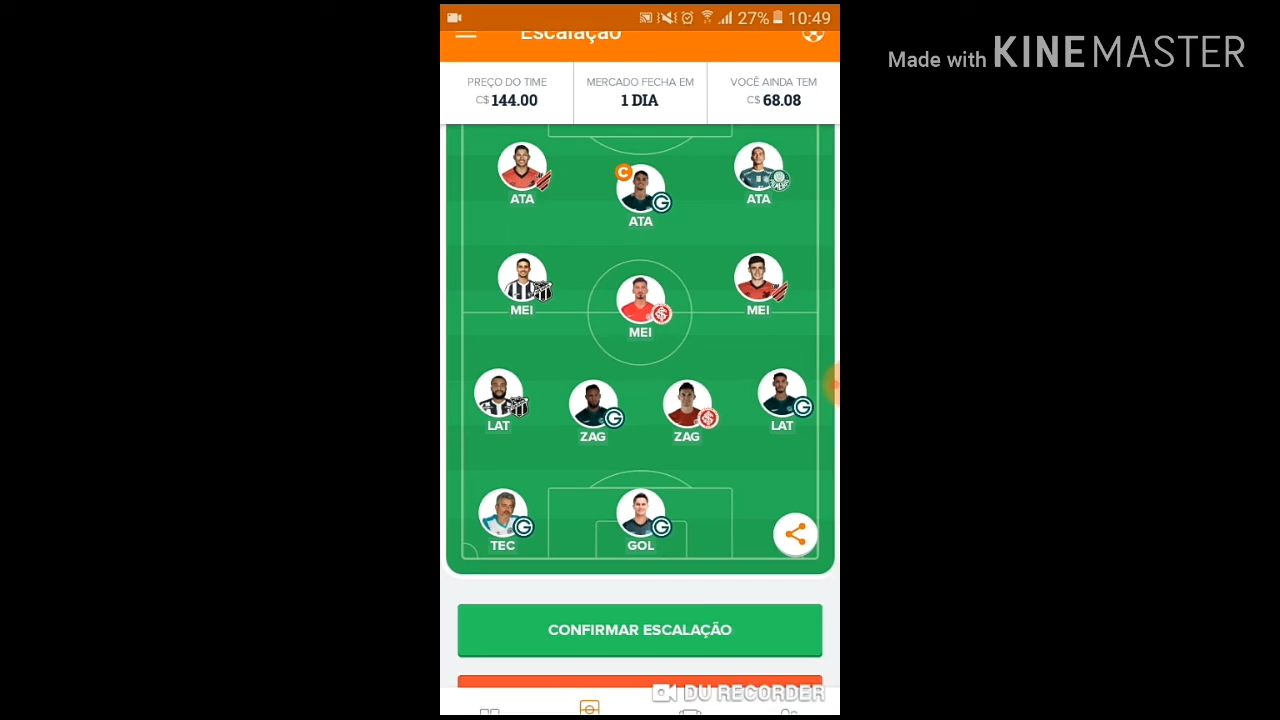 27% 10:49
Escalação
Made with KINEMASTER
PREÇO DO TIME
C$ 144.00
MERCADO FECHA EM
1 DIA
VOCÊ AINDA TEM
C$ 68.08
ATA
C
ATA
ATA
MEI
MEI
MEI
LAT
ZAG
ZAG
LAT
TEC
GOL
CONFIRMAR ESCALAÇÃO
DU RECORDER